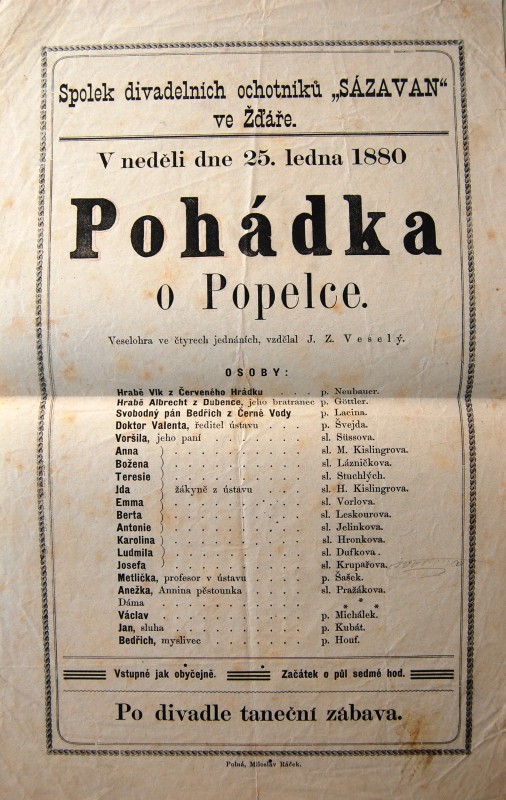 Spolek divadelních ochotníků „SÁZAVAN“
ve Žďáře.
V neděli dne 25. ledna 1880
Pohádka
o Popelce.
Veselohra ve čtyrech jednáních, vzdělal J. Z. Veselý.
OSOBY:
Hrabě Vlk z Červeného Hrádku . . . p. Neubauer.
Hrabě Albrecht z Dubence, jeho bratranec p. Göttler.
Svobodný pán Bedřich z Černé Vody p. Lacina.
Doktor Valenta, ředitel ústavu . . . . p. Švejda.
Voršila, jeho paní sl. Süssova.
Anna sl. M. Kislingrova.
Božena sl. Lázničkova.
Teresie sl. Stuchlých.
Jda žákyně z ústavu sl. H. Kislingrova.
Emma sl. Vorlova.
Berta sl. Leskourova.
Antonie sl. Jelinkova.
Karolina sl. Hronkova.
Ludmila sl. Dufkova.
Josefa sl. Krupařova.
Metlička, profesor v ústavu . . . . p. Šašek.
Anežka, Annina pěstounka . . . . sl. Pražákova.
Dáma . . . . * * *
Václav . . . . p. Michálek.
Jan, sluha . . . . p. Kubát.
Bedřich, myslivec . . . . p. Houf.
Vstupné jak obyčejně. Začátek o půl sedmé hod.
Po divadle taneční zábava.
Polná, Miloslav Ráček.